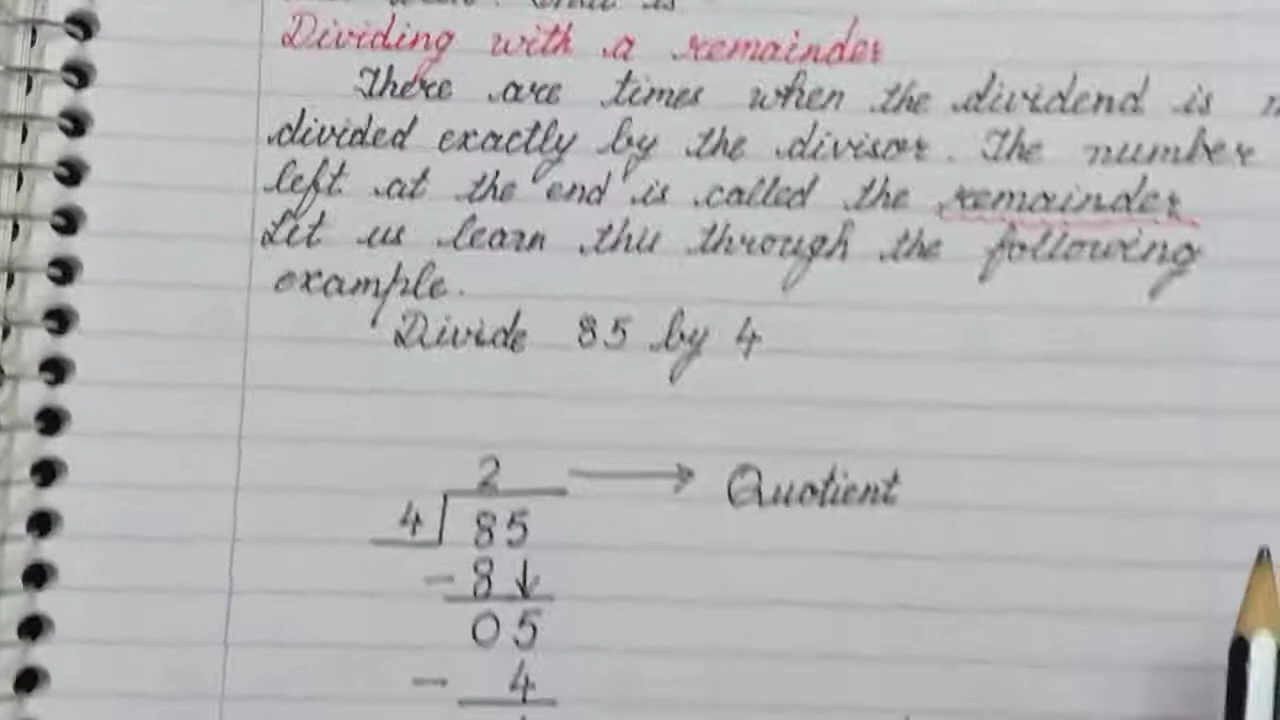 Dividing with a remainder
There are times when the dividend is
divided exactly by the divisor. The number
left at the end is called the remainder
Let us learn this through the following
example.
Divide 85 by 4
2 → Quotient
4 85
- 8 ↓
05
- 4